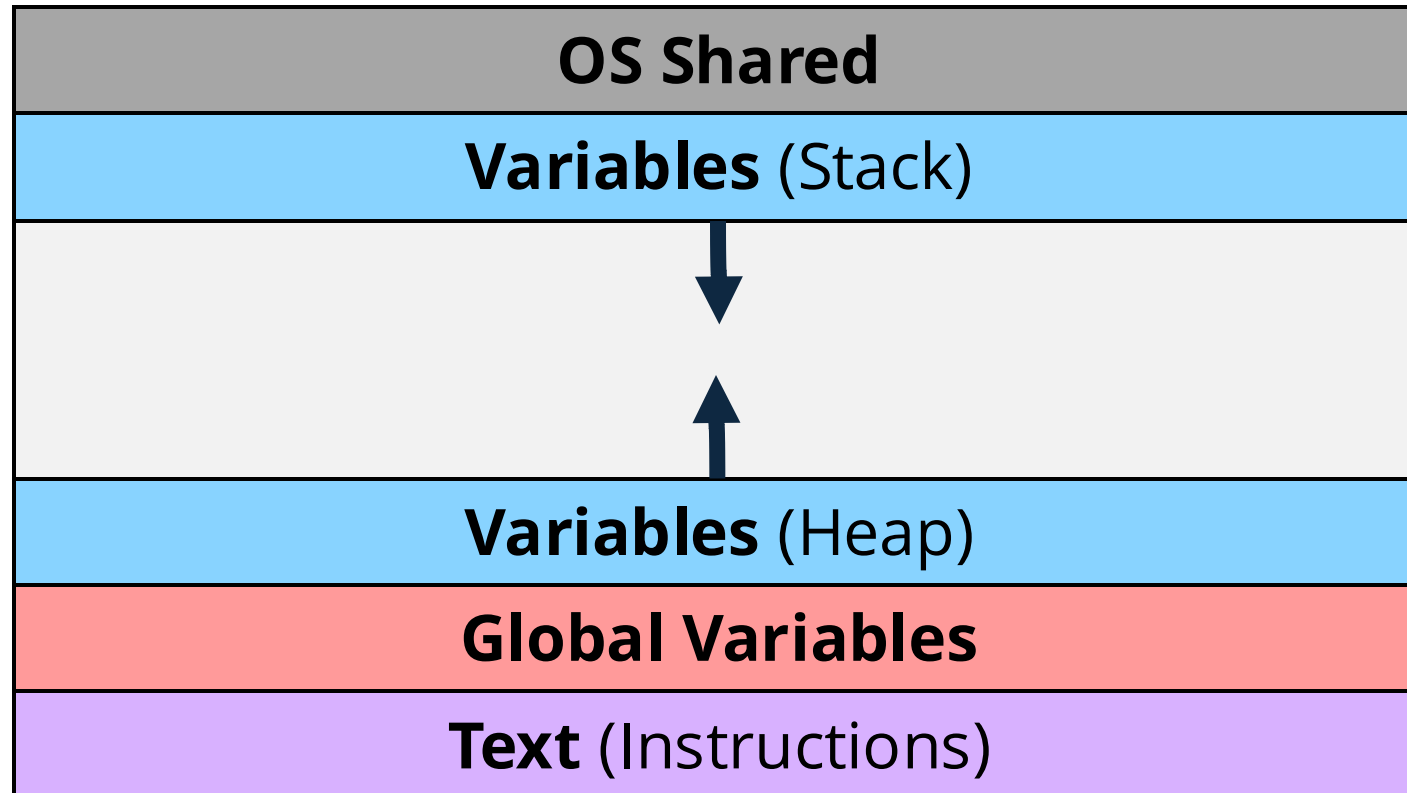 OS Shared
Variables (Stack)
Variables (Heap)
Global Variables
Text (Instructions)